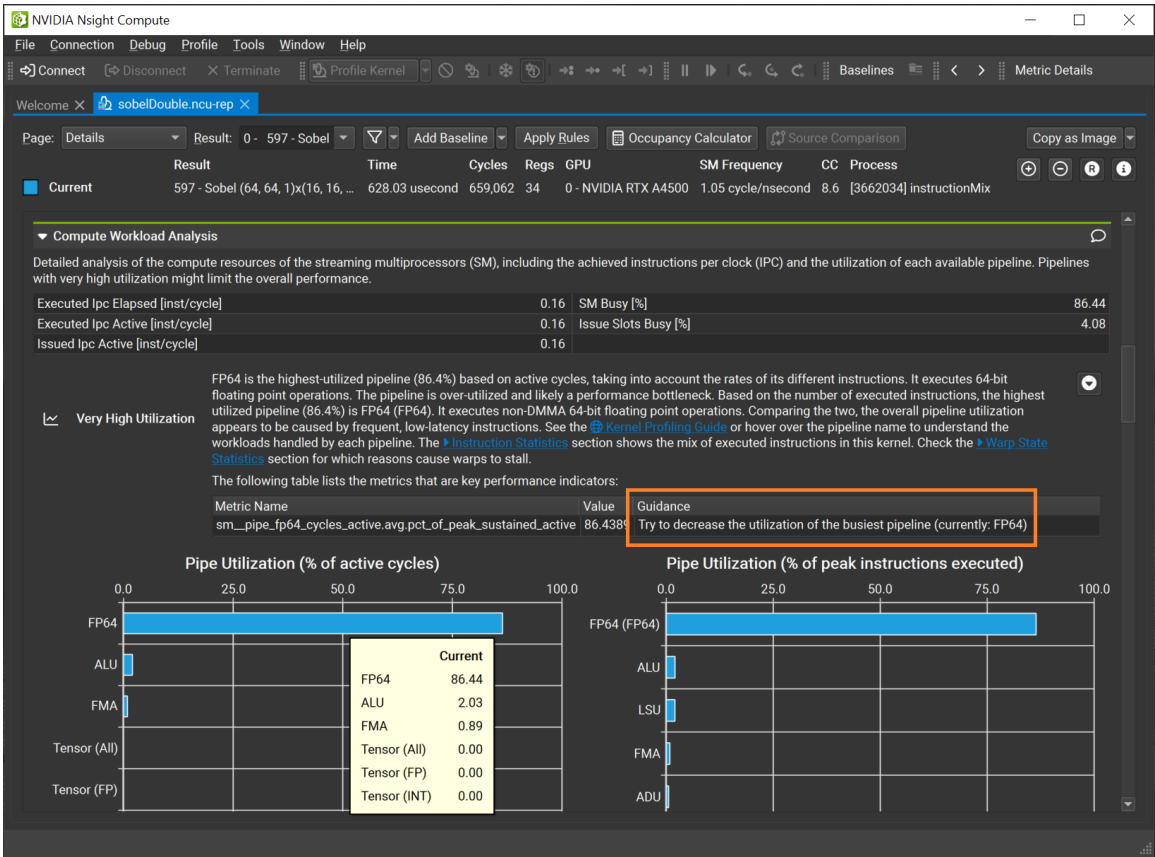 NVIDIA Nsight Compute
File Connection Debug Profile Tools Window Help
Connect Disconnect Terminate Profile Kernel Baselines Metric Details
Welcome sobelDouble.ncu-rep
Page: Details Result: 0 - 597 - Sobel Add Baseline Apply Rules Occupancy Calculator Source Comparison Copy as Image
Result Time Cycles Regs GPU SM Frequency CC Process
Current 597 - Sobel (64, 64, 1)x(16, 16, ... 628.03 usecond 659,062 34 0 - NVIDIA RTX A4500 1.05 cycle/nsecond 8.6 [3662034] instructionMix
Compute Workload Analysis
Detailed analysis of the compute resources of the streaming multiprocessors (SM), including the achieved instructions per clock (IPC) and the utilization of each available pipeline. Pipelines
with very high utilization might limit the overall performance.
Executed Ipc Elapsed [inst/cycle] 0.16 SM Busy [%] 86.44
Executed Ipc Active [inst/cycle] 0.16 Issue Slots Busy [%] 4.08
Issued Ipc Active [inst/cycle] 0.16
Very High Utilization
FP64 is the highest-utilized pipeline (86.4%) based on active cycles, taking into account the rates of its different instructions. It executes 64-bit
floating point operations. The pipeline is over-utilized and likely a performance bottleneck. Based on the number of executed instructions, the highest
utilized pipeline (86.4%) is FP64 (FP64). It executes non-DMMA 64-bit floating point operations. Comparing the two, the overall pipeline utilization
appears to be caused by frequent, low-latency instructions. See the Kernel Profiling Guide or hover over the pipeline name to understand the
workloads handled by each pipeline. The Instruction Statistics section shows the mix of executed instructions in this kernel. Check the Warp State
Statistics section for which reasons cause warps to stall.
The following table lists the metrics that are key performance indicators:
Metric Name Value Guidance
sm__pipe_fp64_cycles_active.avg.pct_of_peak_sustained_active 86.4389 Try to decrease the utilization of the busiest pipeline (currently: FP64)
Pipe Utilization (% of active cycles)
0.0 25.0 50.0 75.0 100.0
FP64
ALU
FMA
Tensor (All)
Tensor (FP)
Current
FP64 86.44
ALU 2.03
FMA 0.89
Tensor (All) 0.00
Tensor (FP) 0.00
Tensor (INT) 0.00
Pipe Utilization (% of peak instructions executed)
0.0 25.0 50.0 75.0 100.0
FP64 (FP64)
ALU
LSU
FMA
ADU